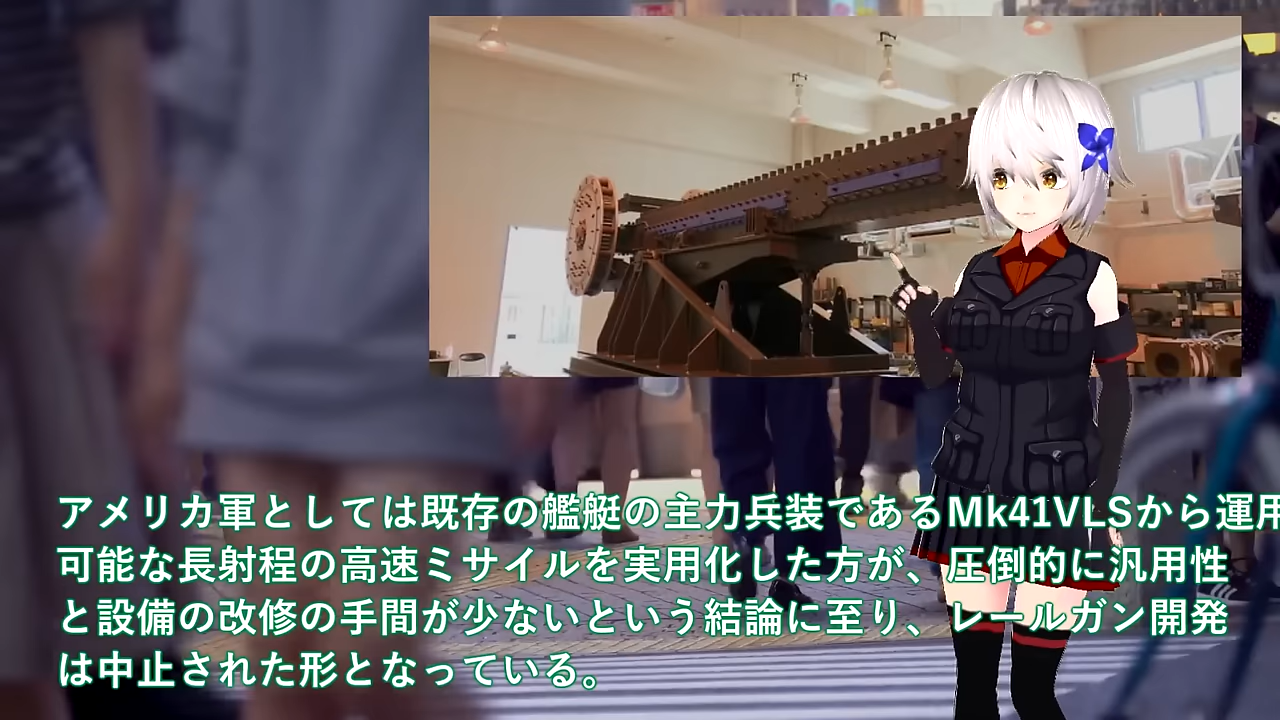 アメリカ軍としては既存の艦艇の主力兵装であるMk41VLSから運用
可能な長射程の高速ミサイルを実用化した方が、圧倒的に汎用性
と設備の改修の手間が少ないという結論に至り、レールガン開発
は中止された形となっている。